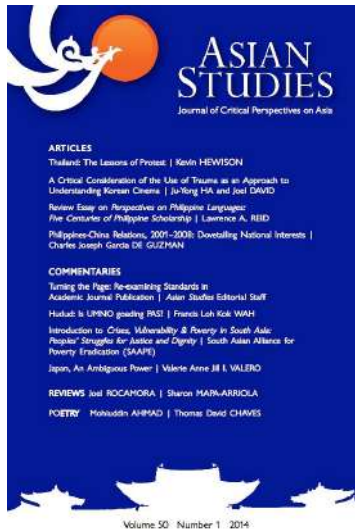 ASIAN
STUDIES
Journal of Critical Perspectives on Asia
ARTICLES
Thailand: The Lessons of Protest | Kevin HEWISON
A Critical Consideration of the Use of Trauma as an Approach to
Understanding Korean Cinema | Ju-Yong HA and Joel DAVID
Review Essay on Perspectives on Philippine Languages:
Five Centuries of Philippine Scholarship | Lawrence A. REID
Philippines-China Relations, 2001–2008: Dovetailing National Interests |
Charles Joseph Garcia DE GUZMAN
COMMENTARIES
Turning the Page: Re-examining Standards in
Academic Journal Publication | Asian Studies Editorial Staff
Hudud: Is UMNO goading PAS? | Francis Loh Kok WAH
Introduction to Crises, Vulnerability & Poverty in South Asia:
Peoples' Struggles for Justice and Dignity | South Asian Alliance for
Poverty Eradication (SAAPE)
Japan, An Ambiguous Power | Valerie Anne Jill I. VALERO
REVIEWS Joel ROCAMORA | Sharon MAPA-ARRIOLA
POETRY Mohiuddin AHMAD | Thomas David CHAVES
Volume 50 Number 1 2014